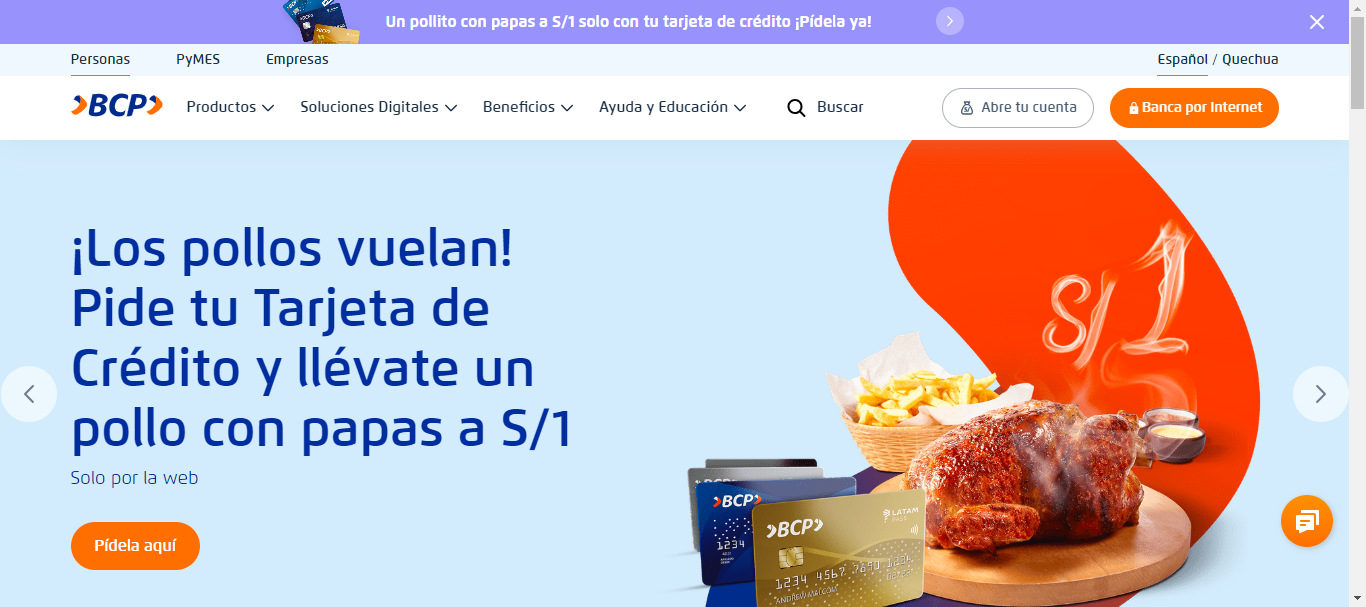 Un pollito con papas a S/1 solo con tu tarjeta de crédito ¡Pídela ya!
Personas PyMES Empresas Español / Quechua
BCP Productos Soluciones Digitales Beneficios Ayuda y Educación Buscar Abre tu cuenta Banca por Internet
¡Los pollos vuelan!
Pide tu Tarjeta de
Crédito y llévate un
pollo con papas a S/1
Solo por la web
Pídela aquí
S/1
BCP
1234
BCP
LATAM
PASS
1234 4567 7890 1234